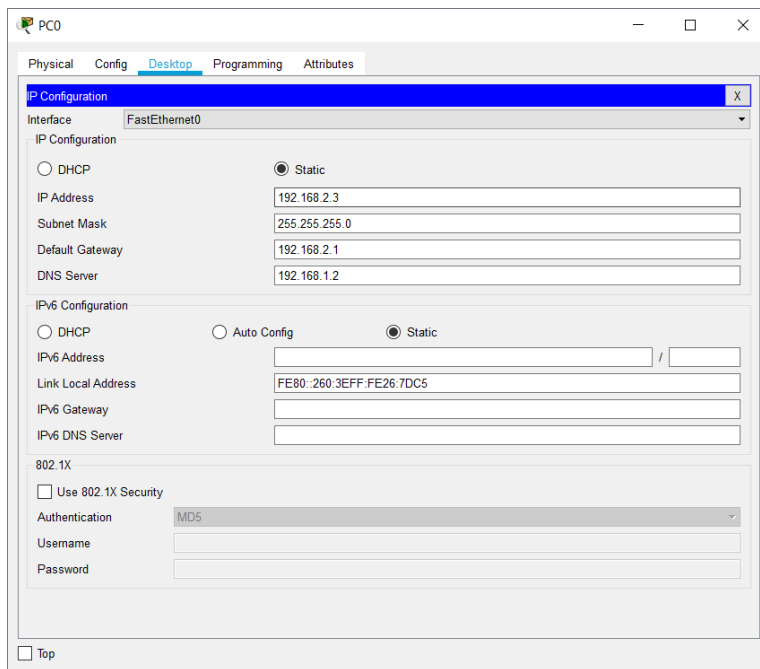 PC0
Physical Config Desktop Programming Attributes
IP Configuration X
Interface FastEthernet0
IP Configuration
DHCP Static
IP Address 192.168.2.3
Subnet Mask 255.255.255.0
Default Gateway 192.168.2.1
DNS Server 192.168.1.2
IPv6 Configuration
DHCP Auto Config Static
IPv6 Address /
Link Local Address FE80::260:3EFF:FE26:7DC5
IPv6 Gateway
IPv6 DNS Server
802.1X
Use 802.1X Security
Authentication MD5
Username
Password
Top